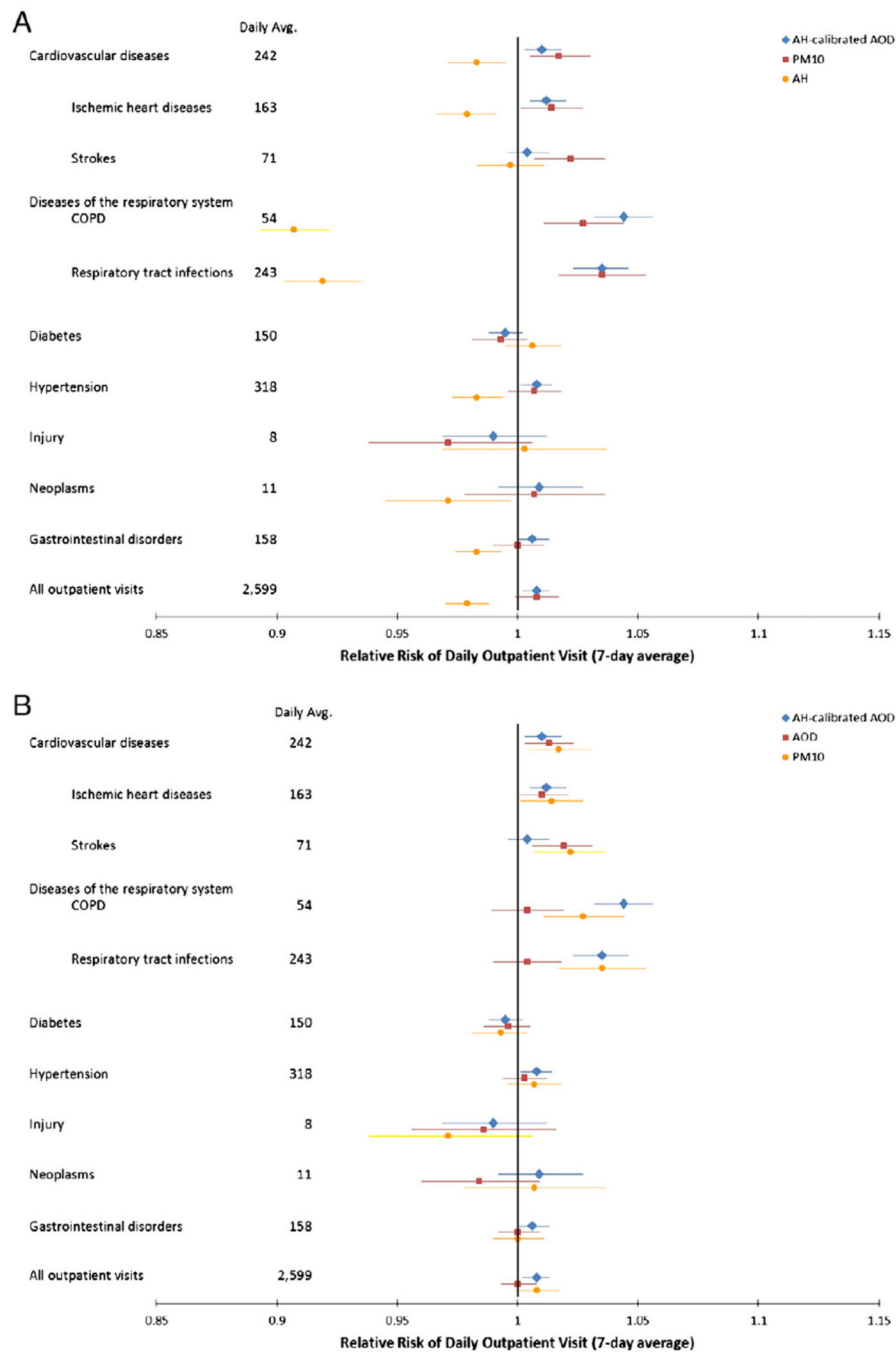 A
Daily Avg.
AH-calibrated AOD
PM10
AH
Cardiovascular diseases 242
Ischemic heart diseases 163
Strokes 71
Diseases of the respiratory system
COPD 54
Respiratory tract infections 243
Diabetes 150
Hypertension 318
Injury 8
Neoplasms 11
Gastrointestinal disorders 158
All outpatient visits 2,599
0.85 0.9 0.95 1 1.05 1.1 1.15
Relative Risk of Daily Outpatient Visit (7-day average)
B
Daily Avg.
AH-calibrated AOD
AOD
PM10
Cardiovascular diseases 242
Ischemic heart diseases 163
Strokes 71
Diseases of the respiratory system
COPD 54
Respiratory tract infections 243
Diabetes 150
Hypertension 318
Injury 8
Neoplasms 11
Gastrointestinal disorders 158
All outpatient visits 2,599
0.85 0.9 0.95 1 1.05 1.1 1.15
Relative Risk of Daily Outpatient Visit (7-day average)